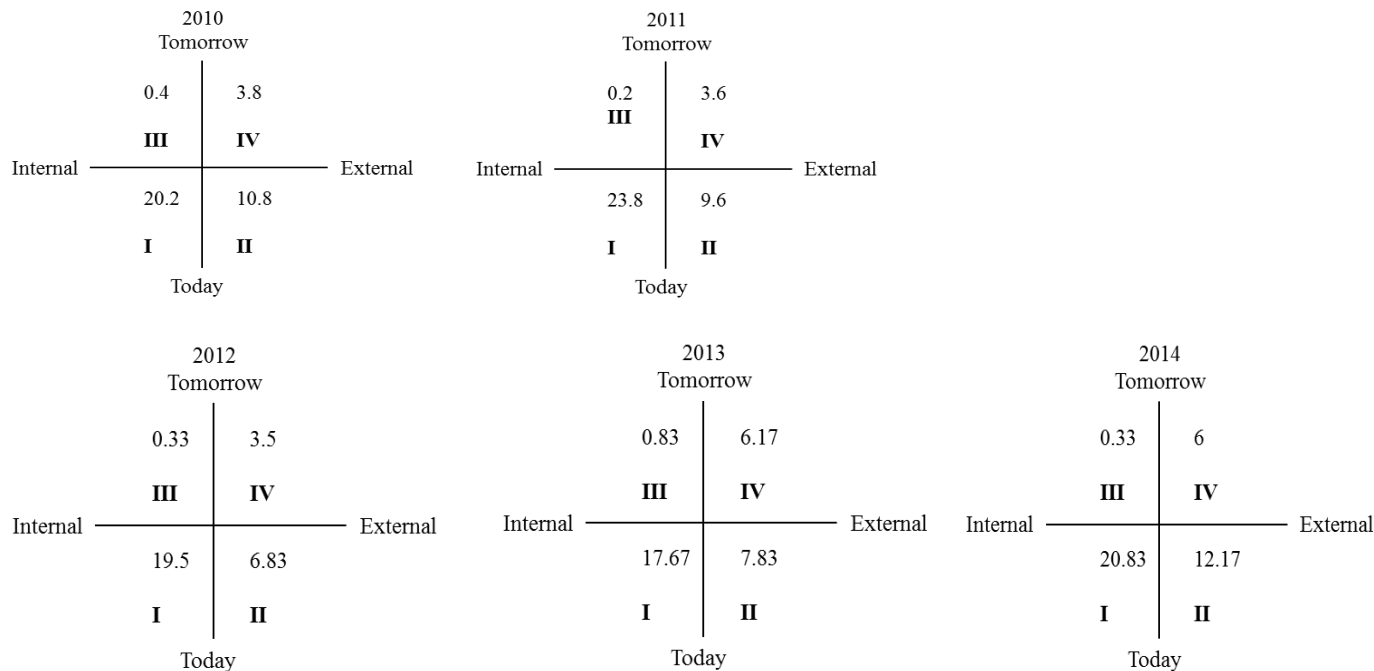 2010
Tomorrow
0.4 3.8
III IV
Internal External
20.2 10.8
I II
Today
2011
Tomorrow
0.2 3.6
III
IV
Internal External
23.8 9.6
I II
Today
2012
Tomorrow
0.33 3.5
III IV
Internal External
19.5 6.83
I II
Today
2013
Tomorrow
0.83 6.17
III IV
Internal External
17.67 7.83
I II
Today
2014
Tomorrow
0.33 6
III IV
Internal External
20.83 12.17
I II
Today